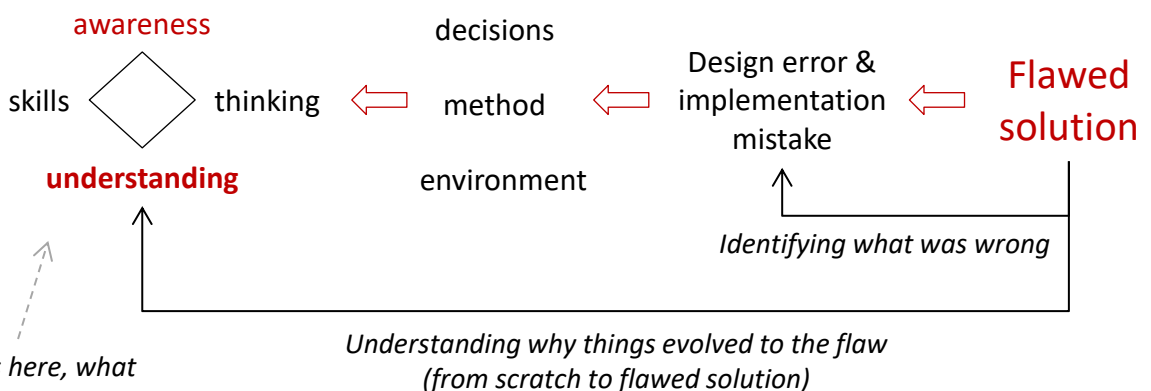 awareness
skills
thinking
understanding
decisions
method
environment
Design error &
implementation
mistake
Flawed
solution
Identifying what was wrong
Understanding why things evolved to the flaw
(from scratch to flawed solution)
here, what